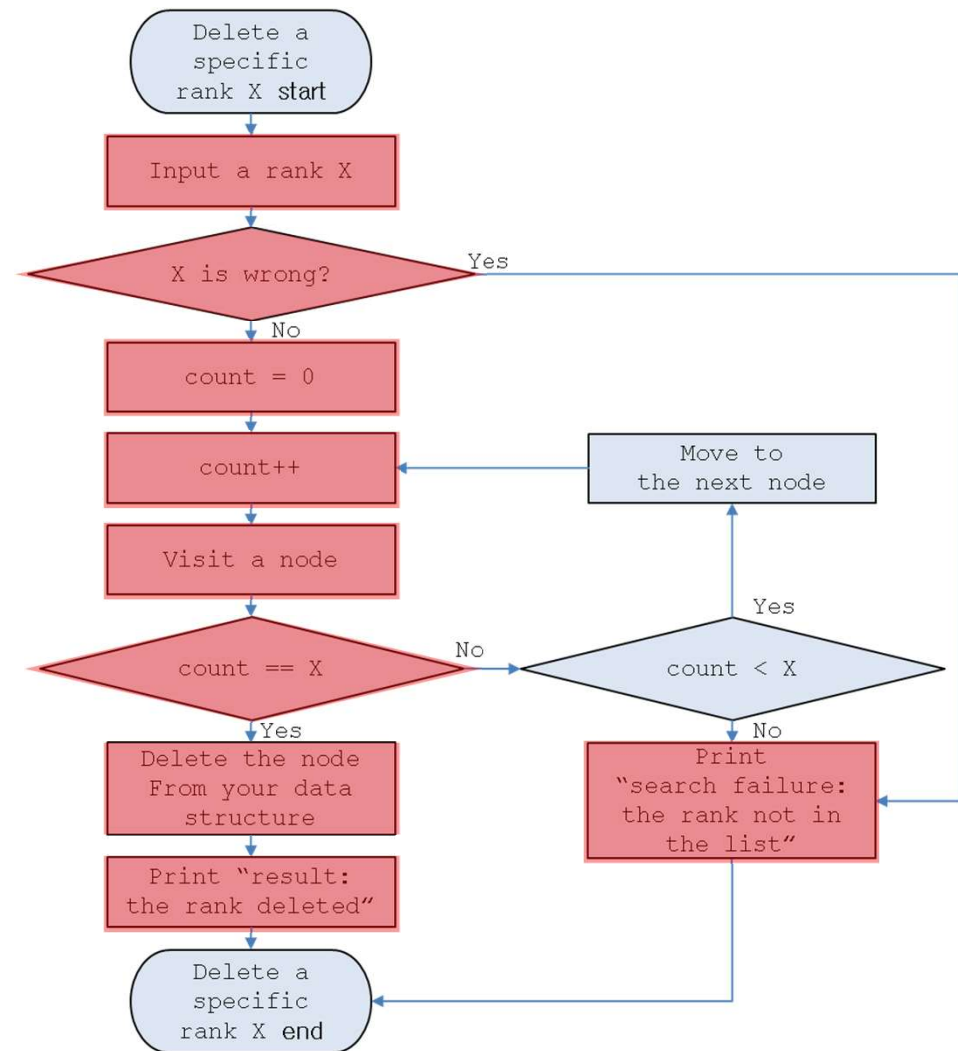 Delete a
specific
rank X start
Input a rank X
X is wrong?
Yes
No
count = 0
count++
Move to
the next node
Visit a node
Yes
count == X
No
count < X
Yes
No
Delete the node
From your data
structure
Print
“search failure:
the rank not in
the list”
Print “result:
the rank deleted”
Delete a
specific
rank X end